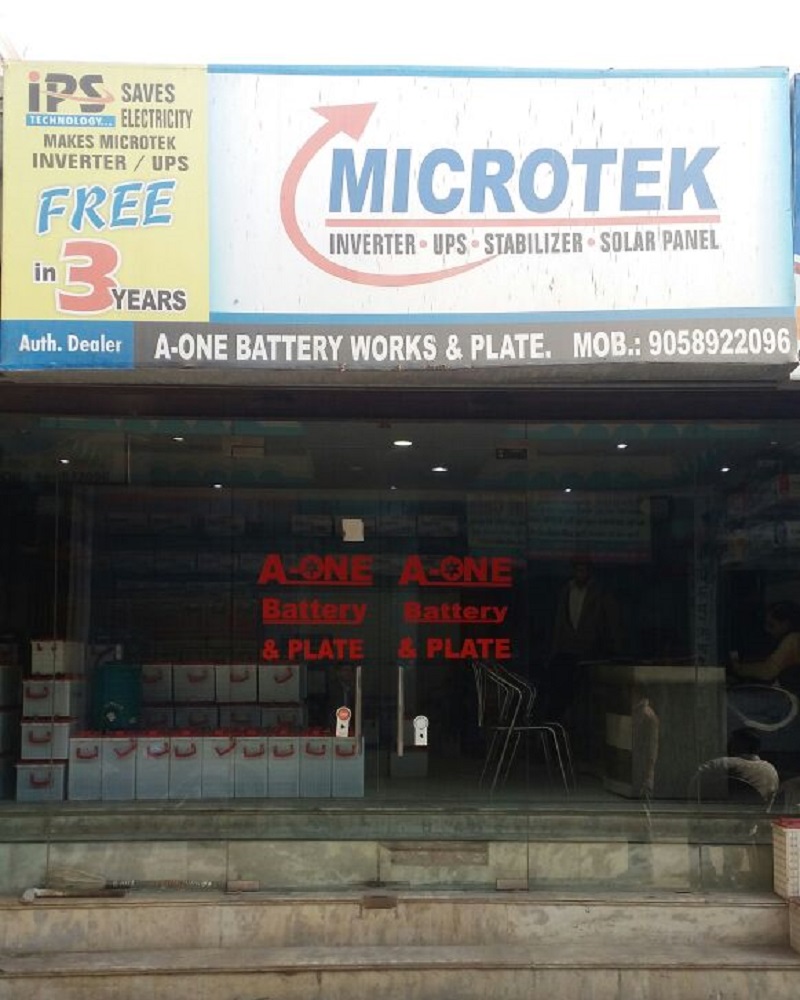 iPS SAVES
TECHNOLOGY... ELECTRICITY
MAKES MICROTEK
INVERTER / UPS
FREE
in 3 YEARS
MICROTEK
INVERTER • UPS • STABILIZER • SOLAR PANEL
Auth. Dealer
A-ONE BATTERY WORKS & PLATE. MOB.: 9058922096
A-ONE
Battery
& PLATE
A-ONE
Battery
& PLATE